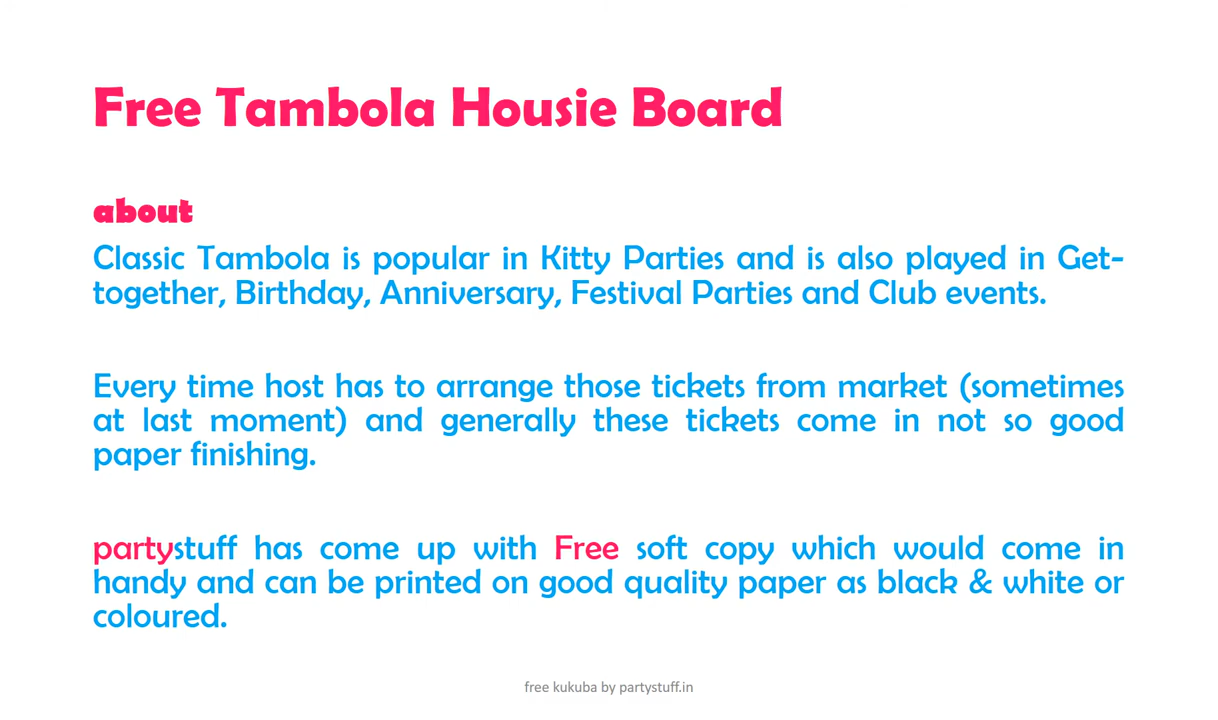 Free Tambola Housie Board
about
Classic Tambola is popular in Kitty Parties and is also played in Get-
together, Birthday, Anniversary, Festival Parties and Club events.
Every time host has to arrange those tickets from market (sometimes
at last moment) and generally these tickets come in not so good
paper finishing.
partystuff has come up with Free soft copy which would come in
handy and can be printed on good quality paper as black & white or
coloured.
free kukuba by partystuff.in